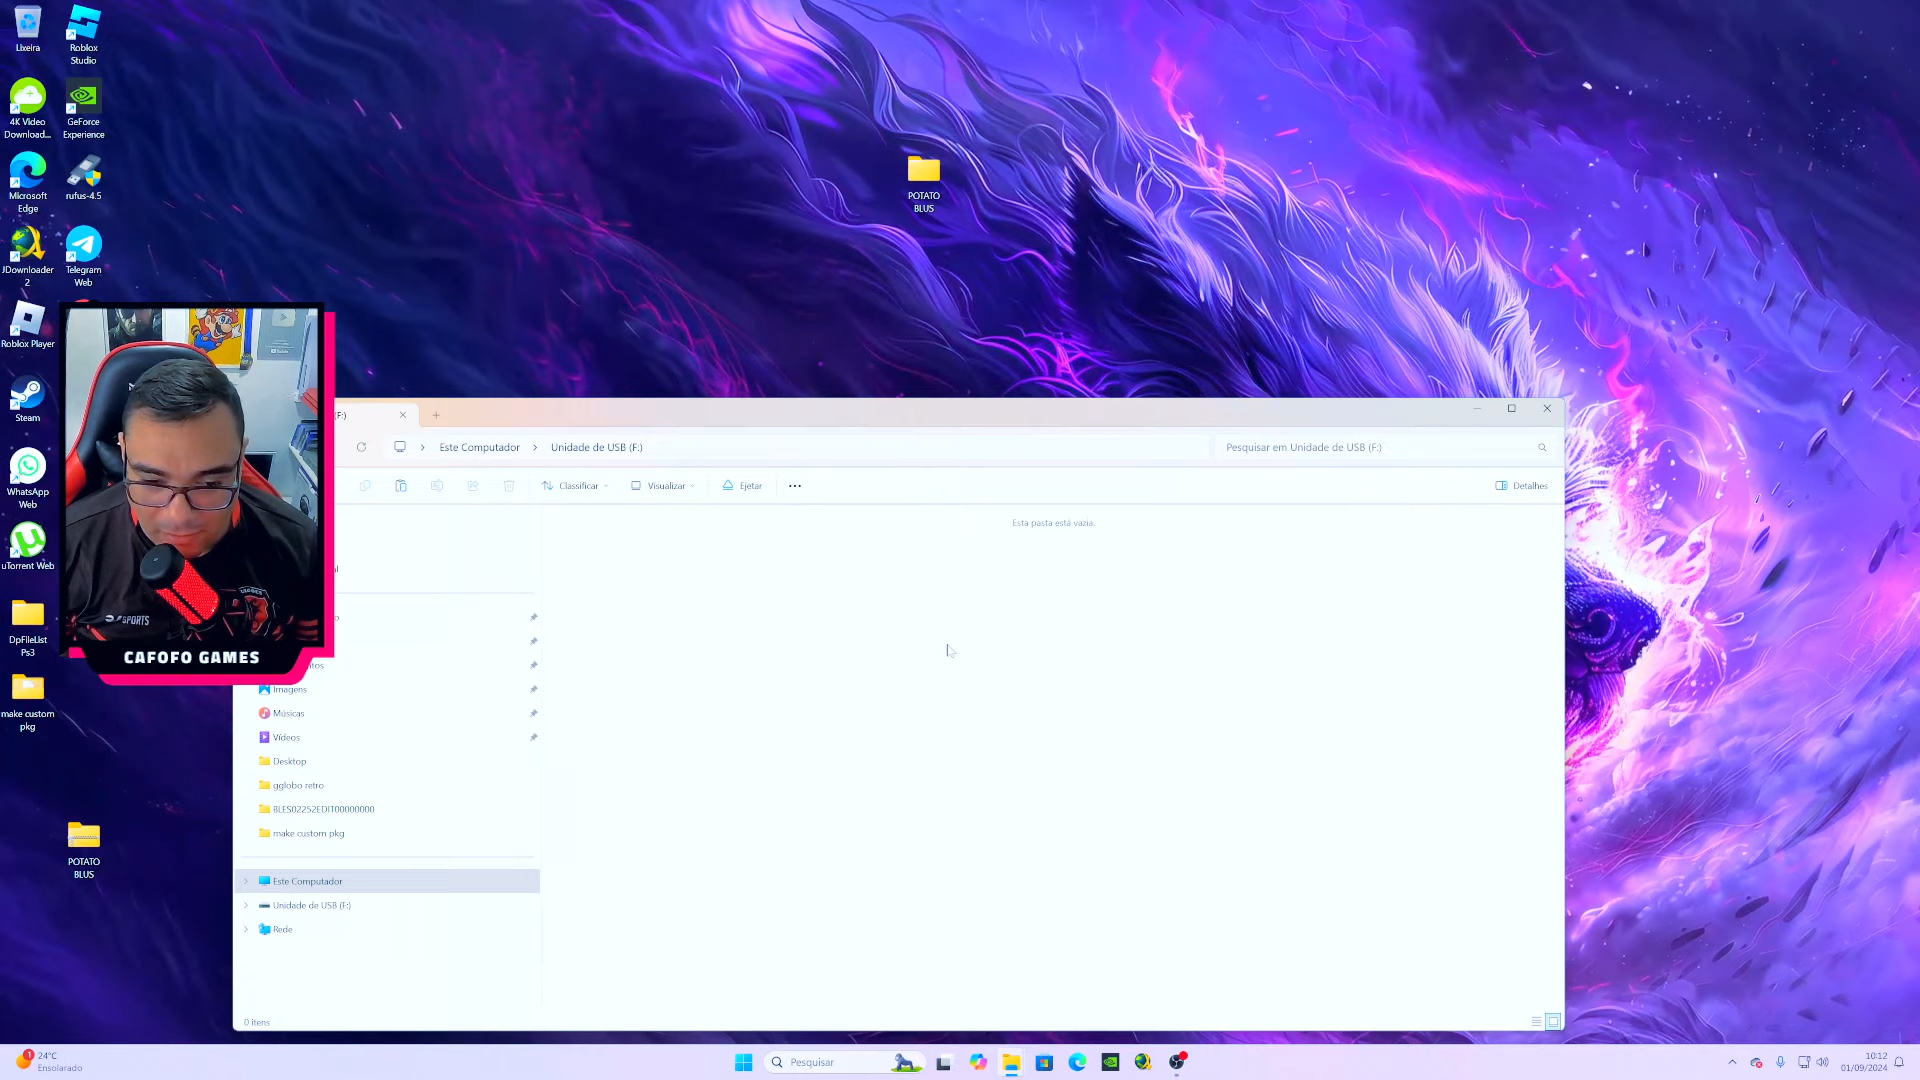 Lixeira
Roblox
Studio
4K Video
Download...
GeForce
Experience
Microsoft
Edge
rufus-4.5
JDownloader
2
Telegram
Web
Roblox Player
Steam
WhatsApp
Web
uTorrent Web
DpFileList
Ps3
make custom
pkg
POTATO
BLUS
POTATO
BLUS
SPORTS
CAFOFO GAMES
(F:)
Este Computador
Unidade de USB (F:)
Pesquisar em Unidade de USB (F:)
Classificar
Visualizar
Ejetar
Detalhes
Esta pasta está vazia.
Imagens
Músicas
Vídeos
Desktop
gglobo retro
BLES02252EDIT00000000
make custom pkg
Este Computador
Unidade de USB (F:)
Rede
0 itens
1
24°C
Ensolarado
Pesquisar
10:12
01/09/2024